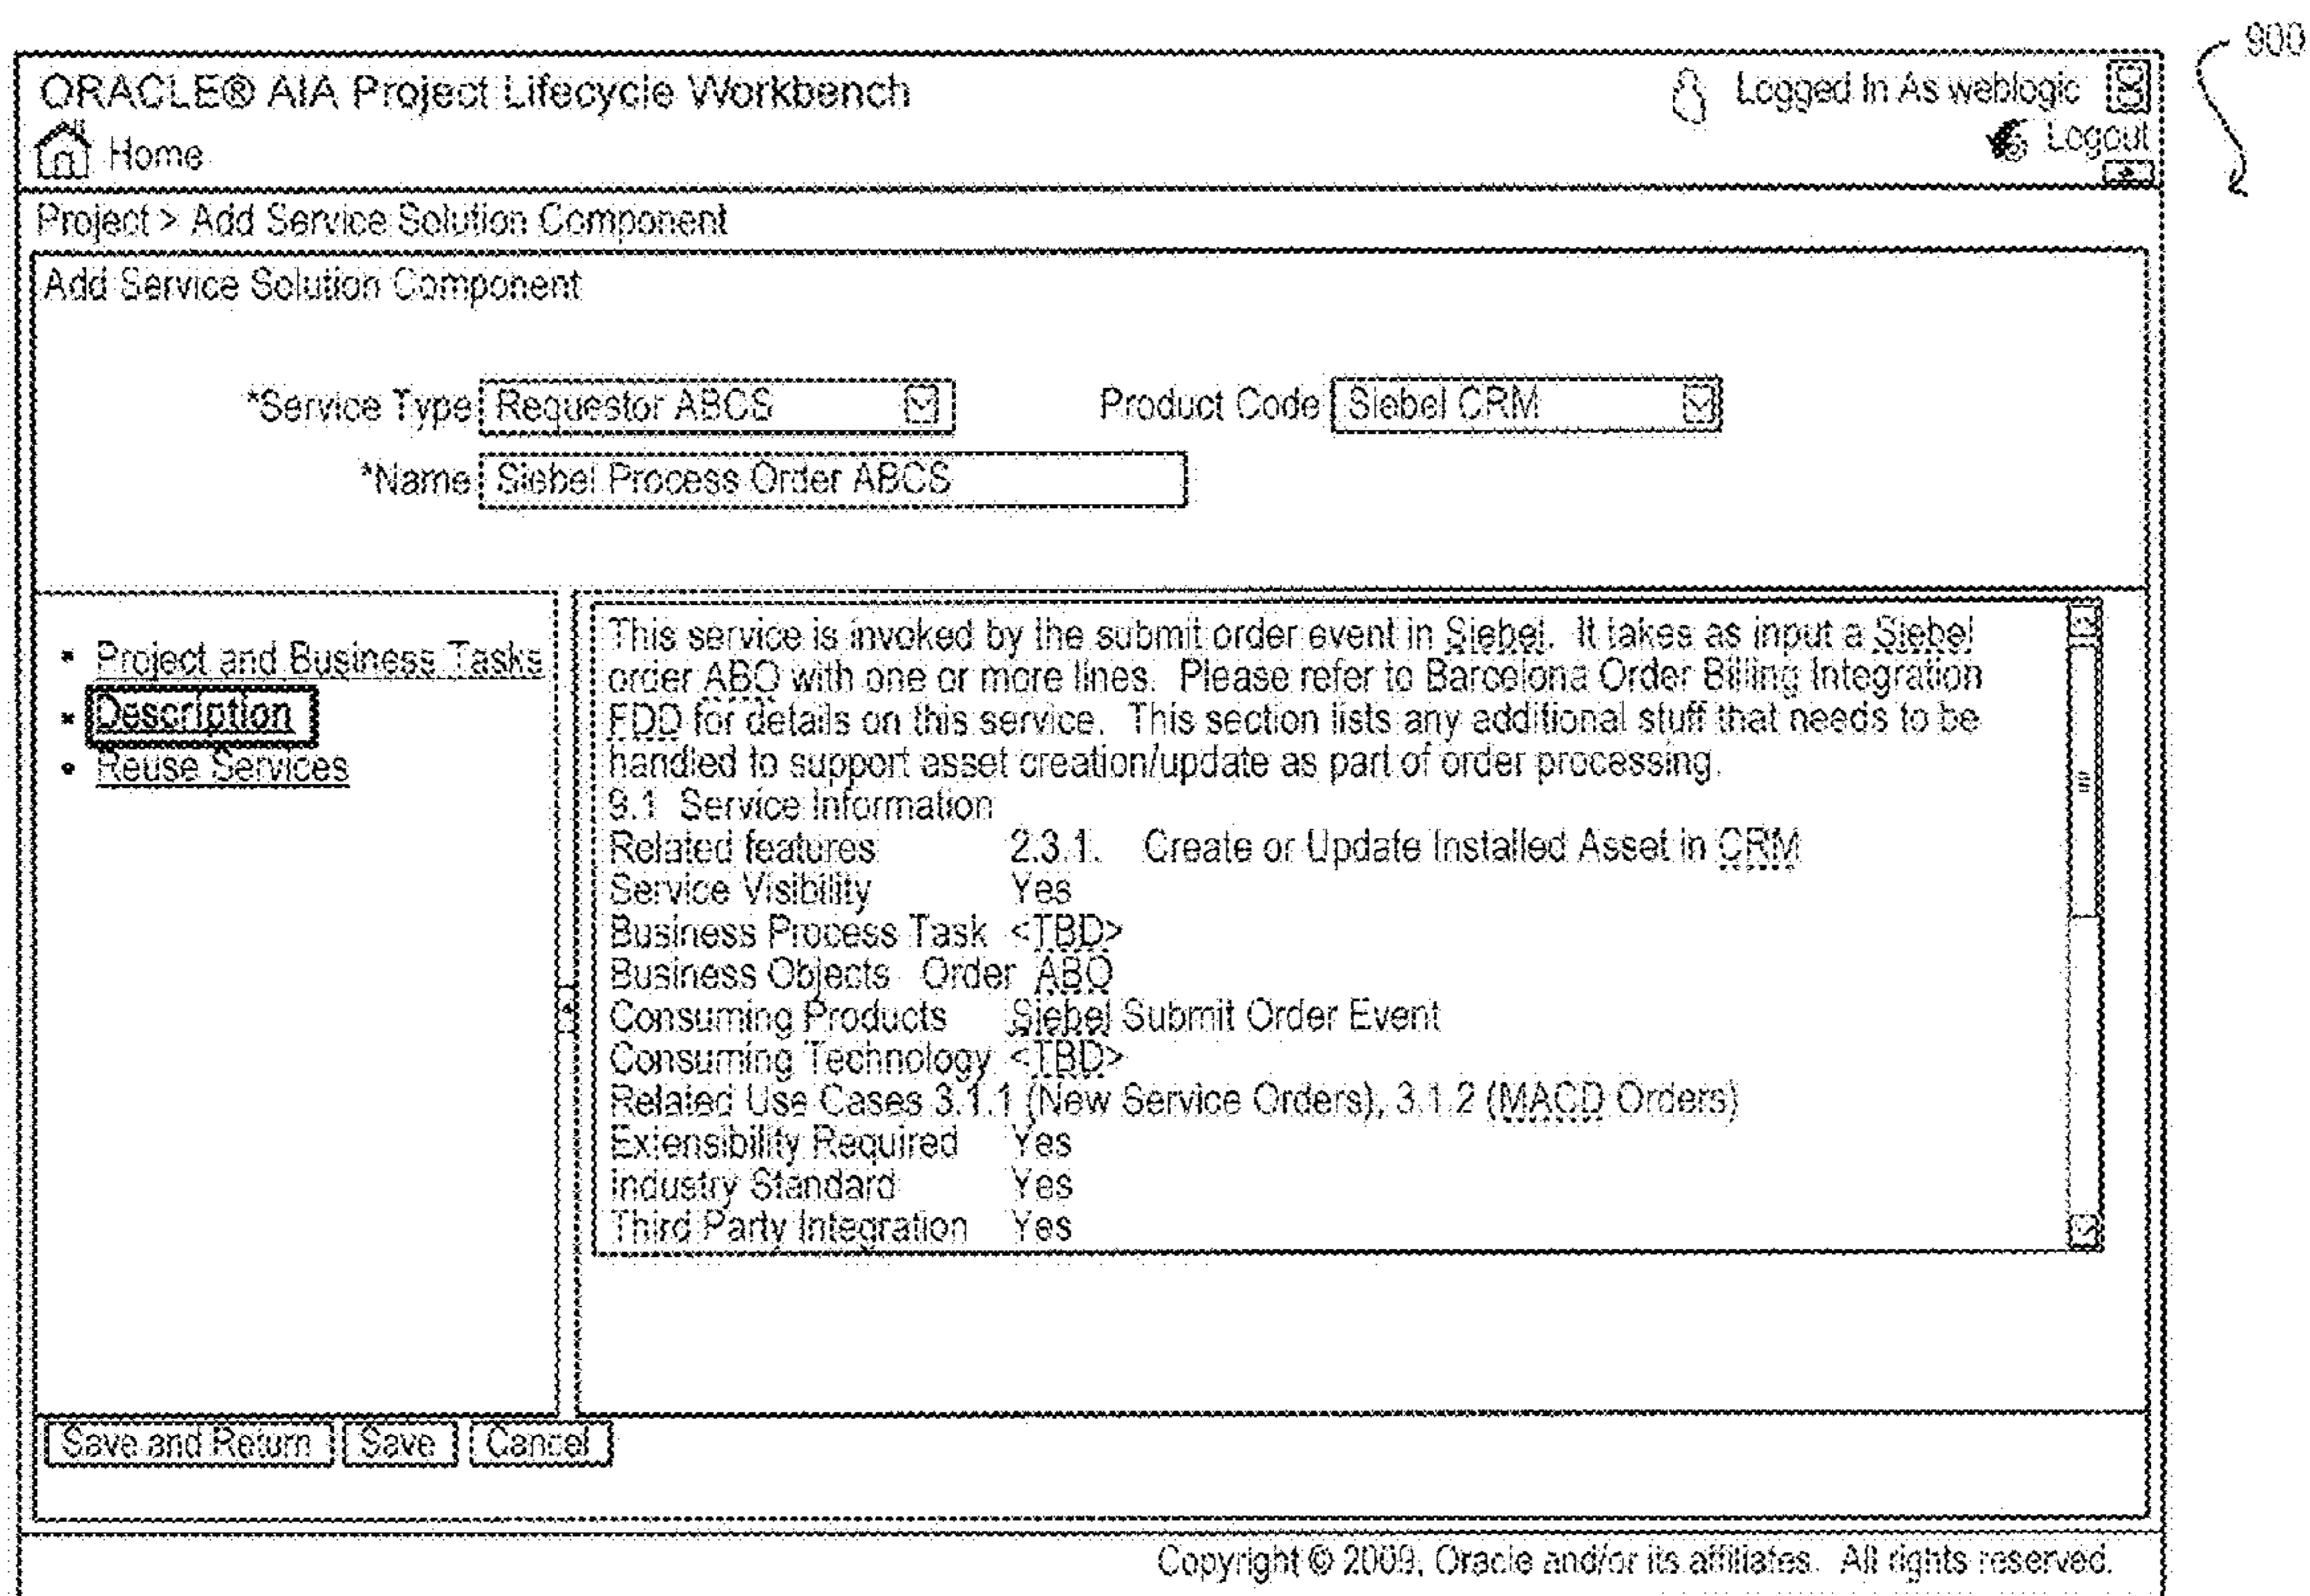 900
ORACLE® AIA Project Lifecycle Workbench
Logged In As weblogic
Home
Logout
Project > Add Service Solution Component
Add Service Solution Component
*Service Type Requestor ABCS
Product Code Siebel CRM
*Name Siebel Process Order ABCS
• Project and Business Tasks
• Description
• Reuse Services
This service is invoked by the submit order event in Siebel. It takes as input a Siebel
order ABO with one or more lines. Please refer to Barcelona Order Billing Integration
FDD for details on this service. This section lists any additional stuff that needs to be
handled to support asset creation/update as part of order processing.
9.1 Service Information
Related features 2.3.1. Create or Update Installed Asset in CRM
Service Visibility Yes
Business Process Task <TBD>
Business Objects Order ABO
Consuming Products Siebel Submit Order Event
Consuming Technology <TBD>
Related Use Cases 3.1.1 (New Service Orders), 3.1.2 (MACD Orders)
Extensibility Required Yes
Industry Standard Yes
Third Party Integration Yes
Save and Return Save Cancel
Copyright © 2009, Oracle and/or its affiliates. All rights reserved.